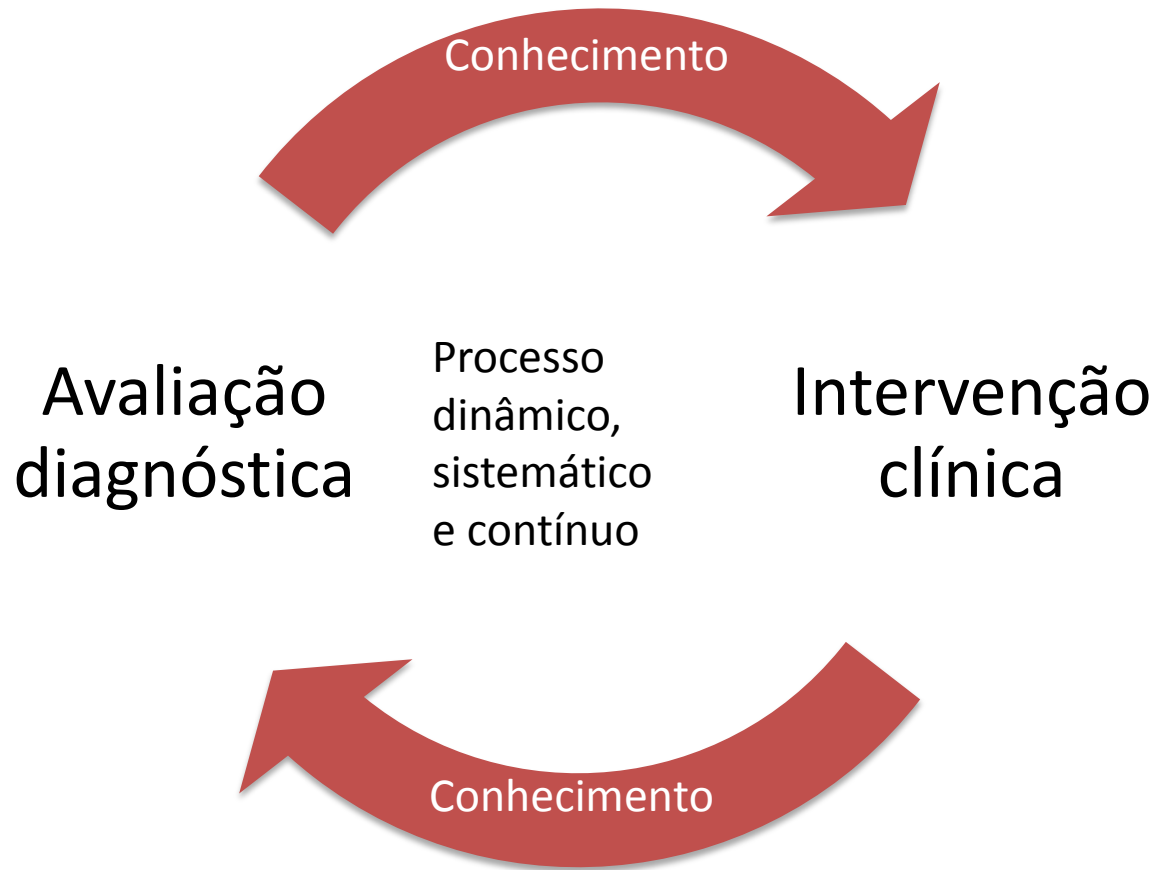 Conhecimento
Avaliação
diagnóstica
Processo
dinâmico,
sistemático
e contínuo
Intervenção
clínica
Conhecimento